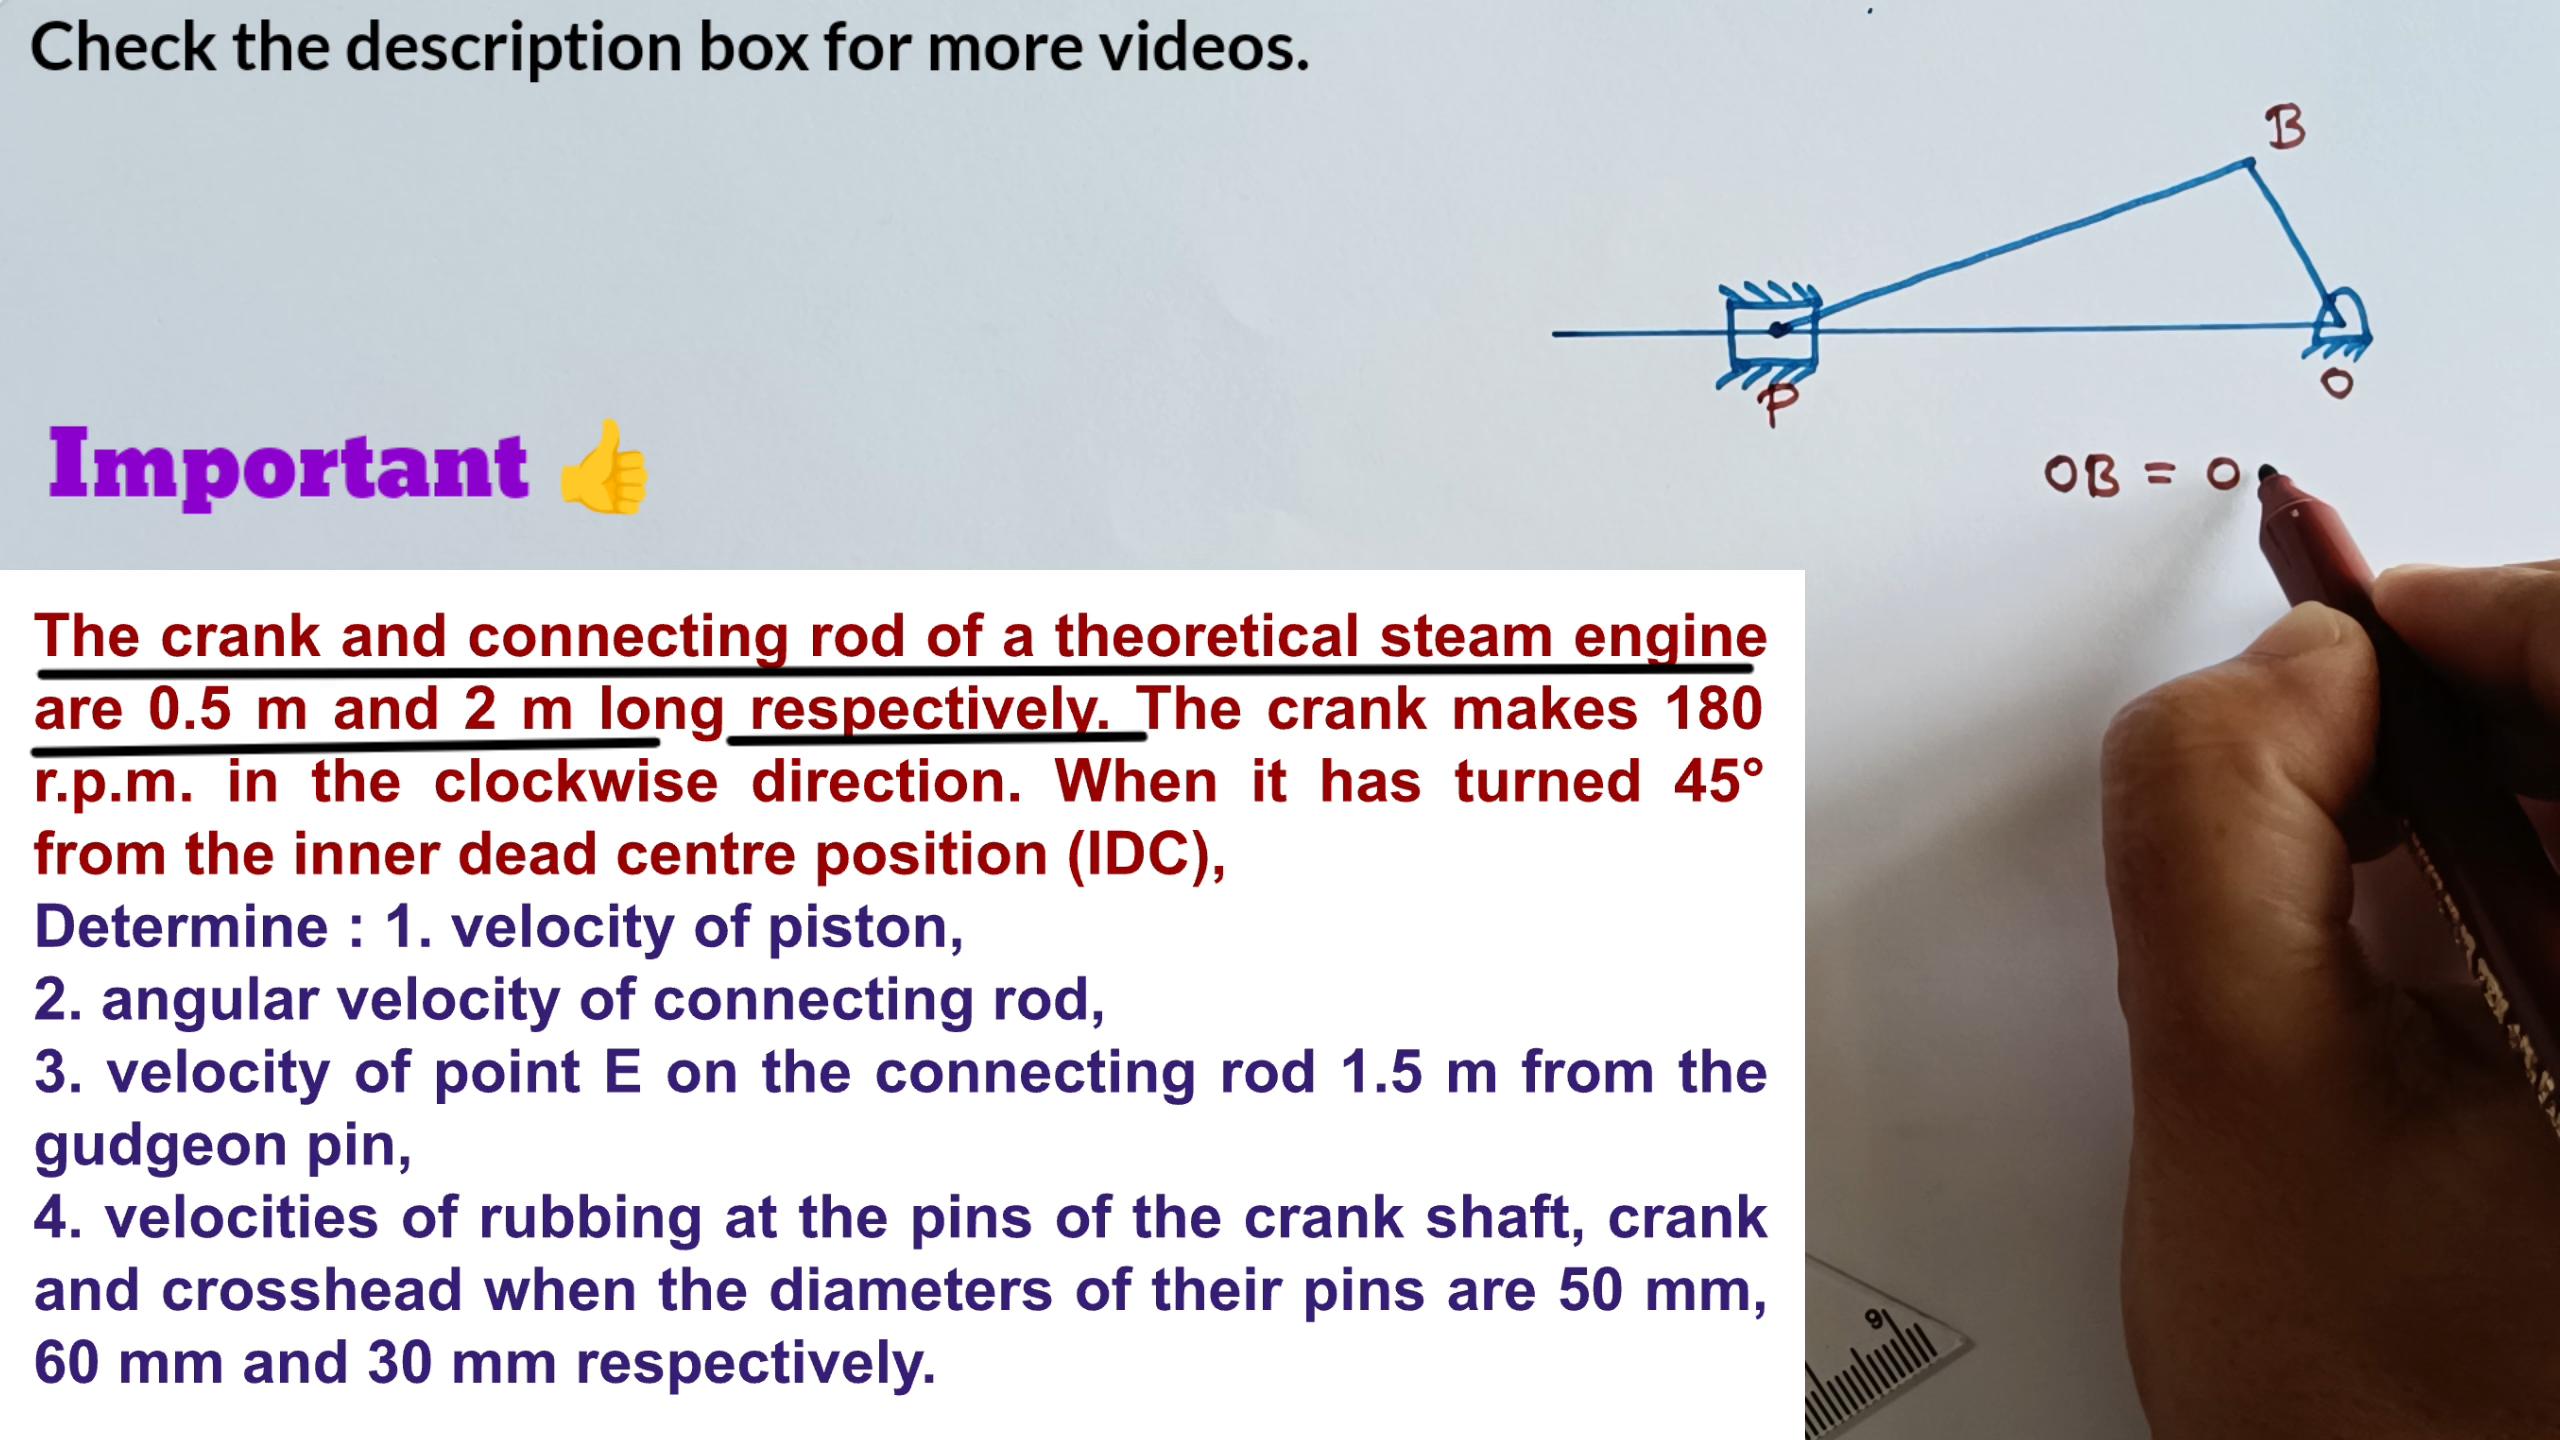 Check the description box for more videos.
B
P
O
OB = 0
Important 👍
The crank and connecting rod of a theoretical steam engine
are 0.5 m and 2 m long respectively. The crank makes 180
r.p.m. in the clockwise direction. When it has turned 45°
from the inner dead centre position (IDC),
Determine : 1. velocity of piston,
2. angular velocity of connecting rod,
3. velocity of point E on the connecting rod 1.5 m from the
gudgeon pin,
4. velocities of rubbing at the pins of the crank shaft, crank
and crosshead when the diameters of their pins are 50 mm,
60 mm and 30 mm respectively.
9